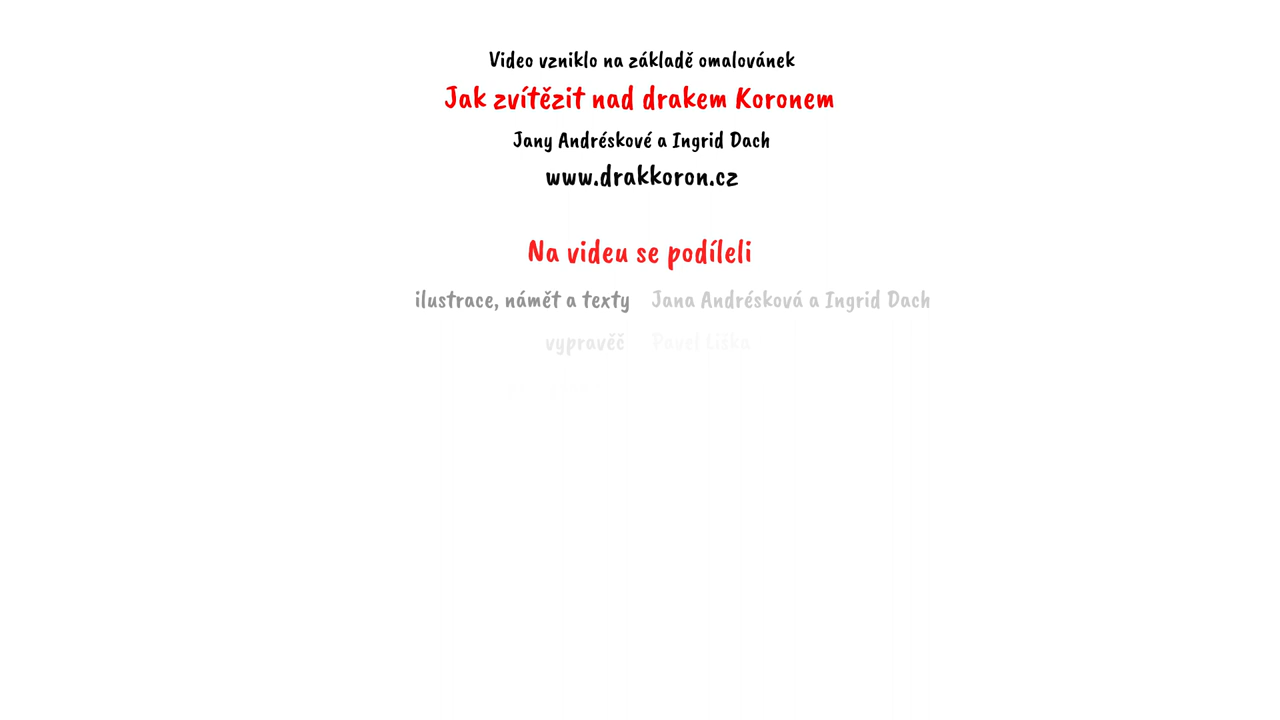 Video vzniklo na základě omalovánek
Jak zvítězit nad drakem Koronem
Jany Andréskové a Ingrid Dach
www.drakkoron.cz
Na videu se podíleli
ilustrace, námět a texty Jana Andrésková a Ingrid Dach
vypravěč Pavel Liška